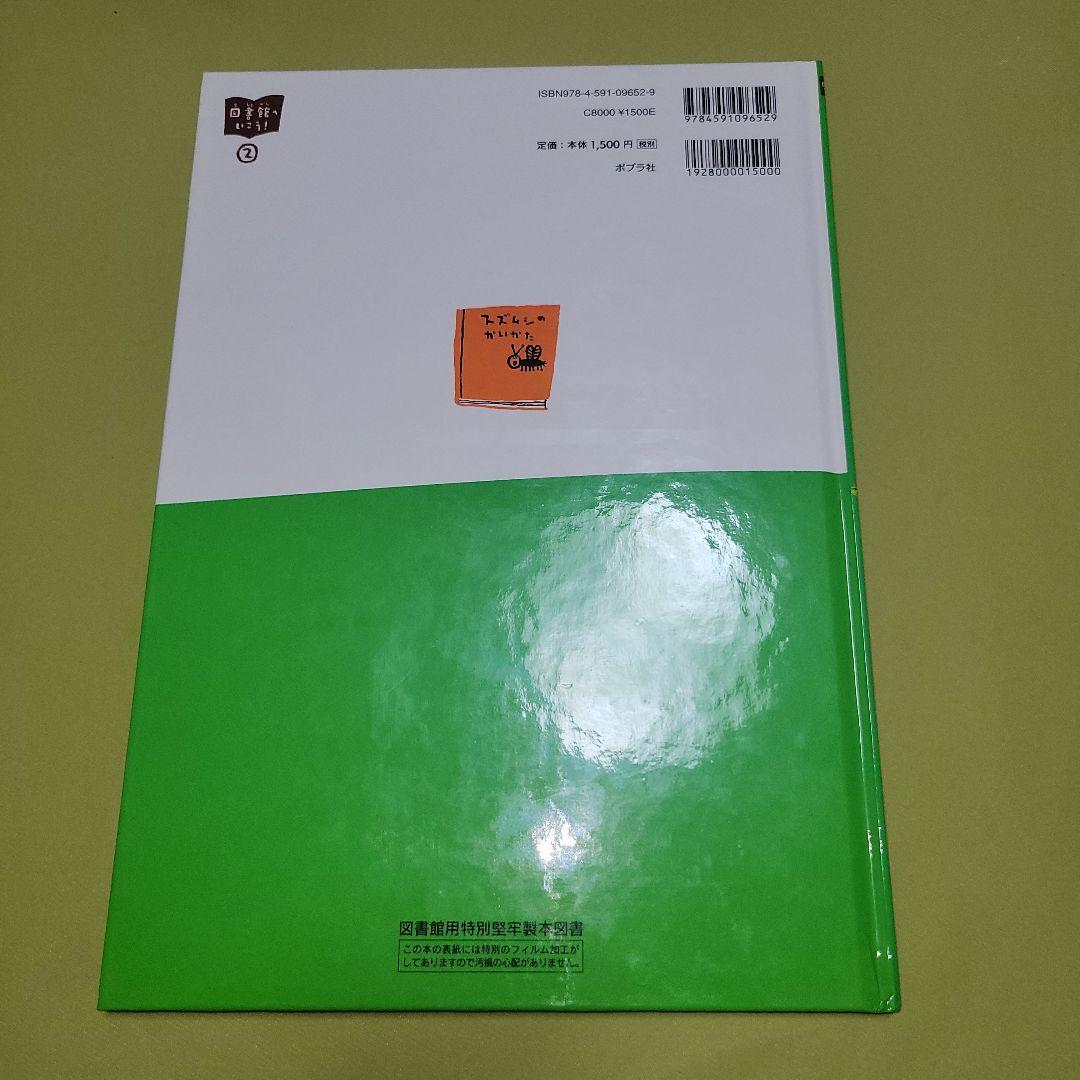 図書館へ
いこう!
②
ISBN978-4-591-09652-9
C8000 ¥1500E
定価：本体1,500円 税別
ポプラ社
9784591096529
1928000015000
スズムシの
かいかた
図書館用特別堅牢製本図書
この本の表紙には特別のフィルム加工が
してありますので汚損の心配がありません。